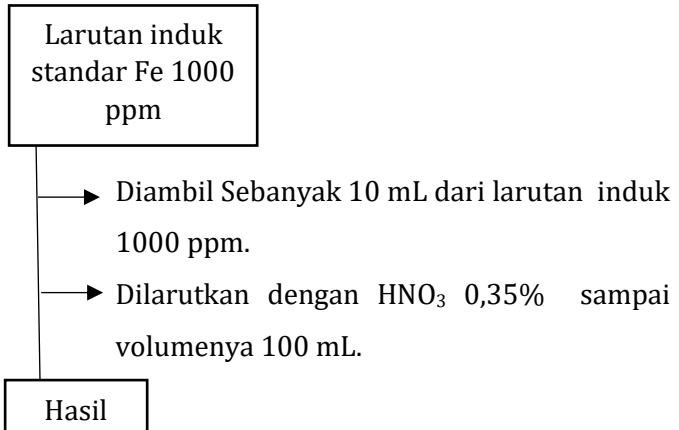 Larutan induk
standar Fe 1000
ppm
Diambil Sebanyak 10 mL dari larutan induk
1000 ppm.
Dilarutkan dengan HNO₃ 0,35% sampai
volumenya 100 mL.
Hasil